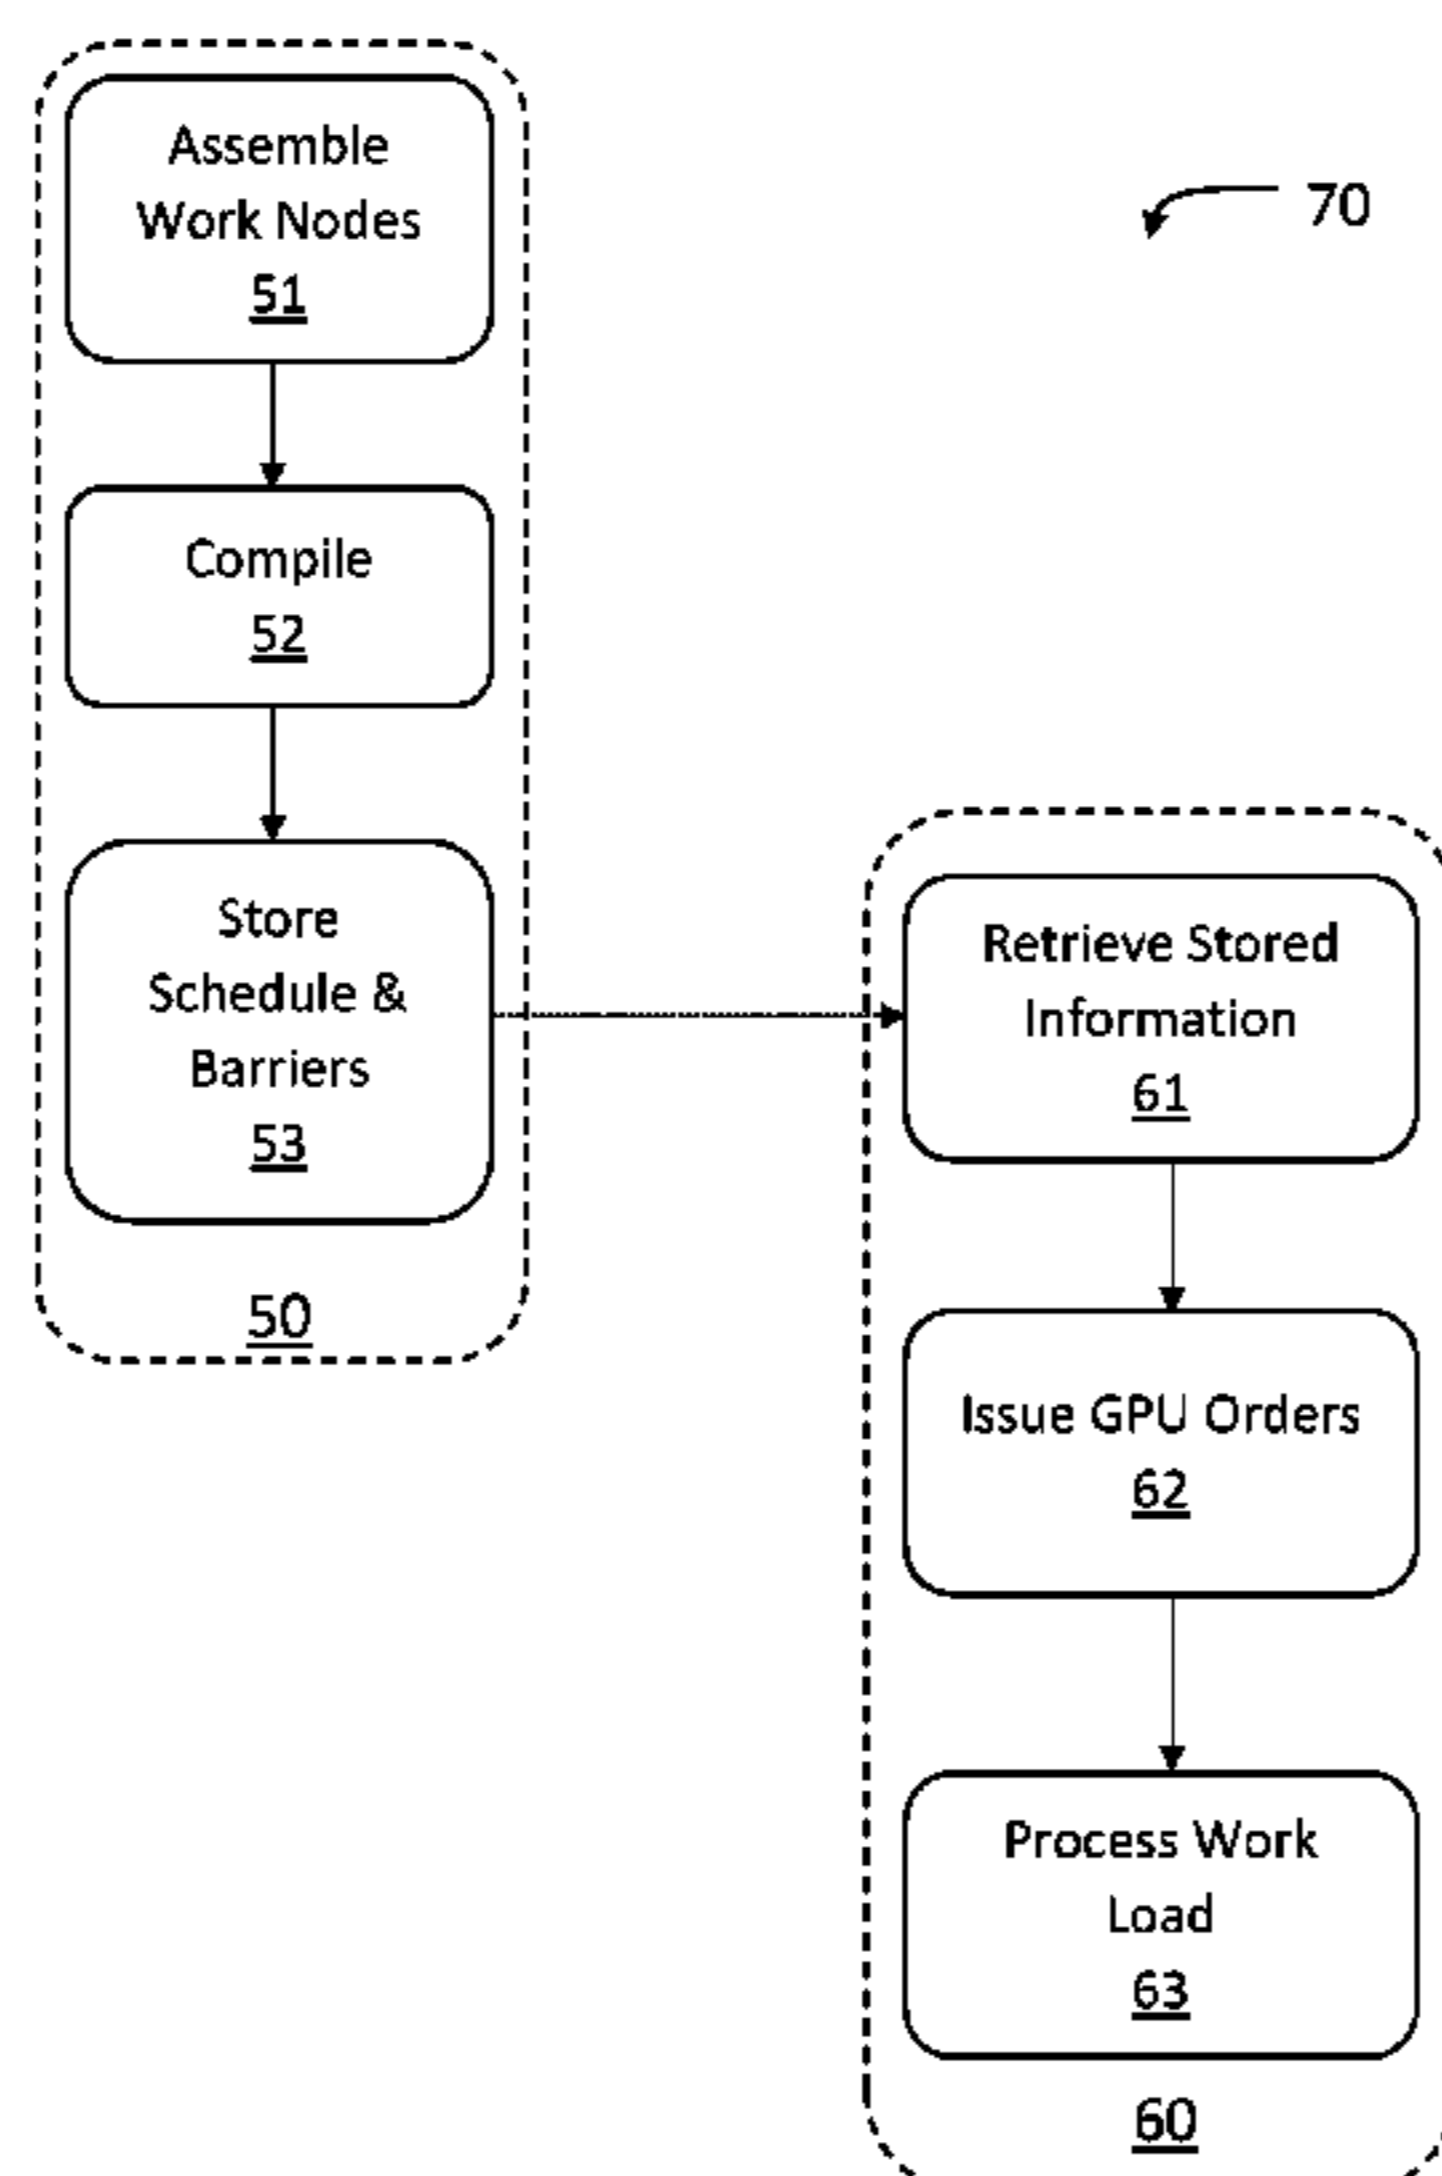 Assemble
Work Nodes
51
70
Compile
52
Store
Schedule &
Barriers
53
50
Retrieve Stored
Information
61
Issue GPU Orders
62
Process Work
Load
63
60